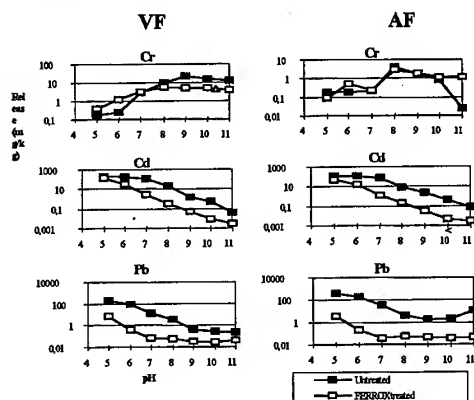 VF
AF
Cr
Cr
Rel
eas
e
(m
g/k
g)
100
10
1
0,1
4 5 6 7 8 9 10 11
10
1
0,1
4 5 6 7 8 9 10 11
Cd
Cd
1000
10
0,1
0,001
4 5 6 7 8 9 10 11
1000
10
0,1
0,001
4 5 6 7 8 9 10 11
<
Pb
Pb
10000
100
1
0,01
4 5 6 7 8 9 10 11
pH
10000
100
1
0,01
4 5 6 7 8 9 10 11
Untreated
FERROXtreated